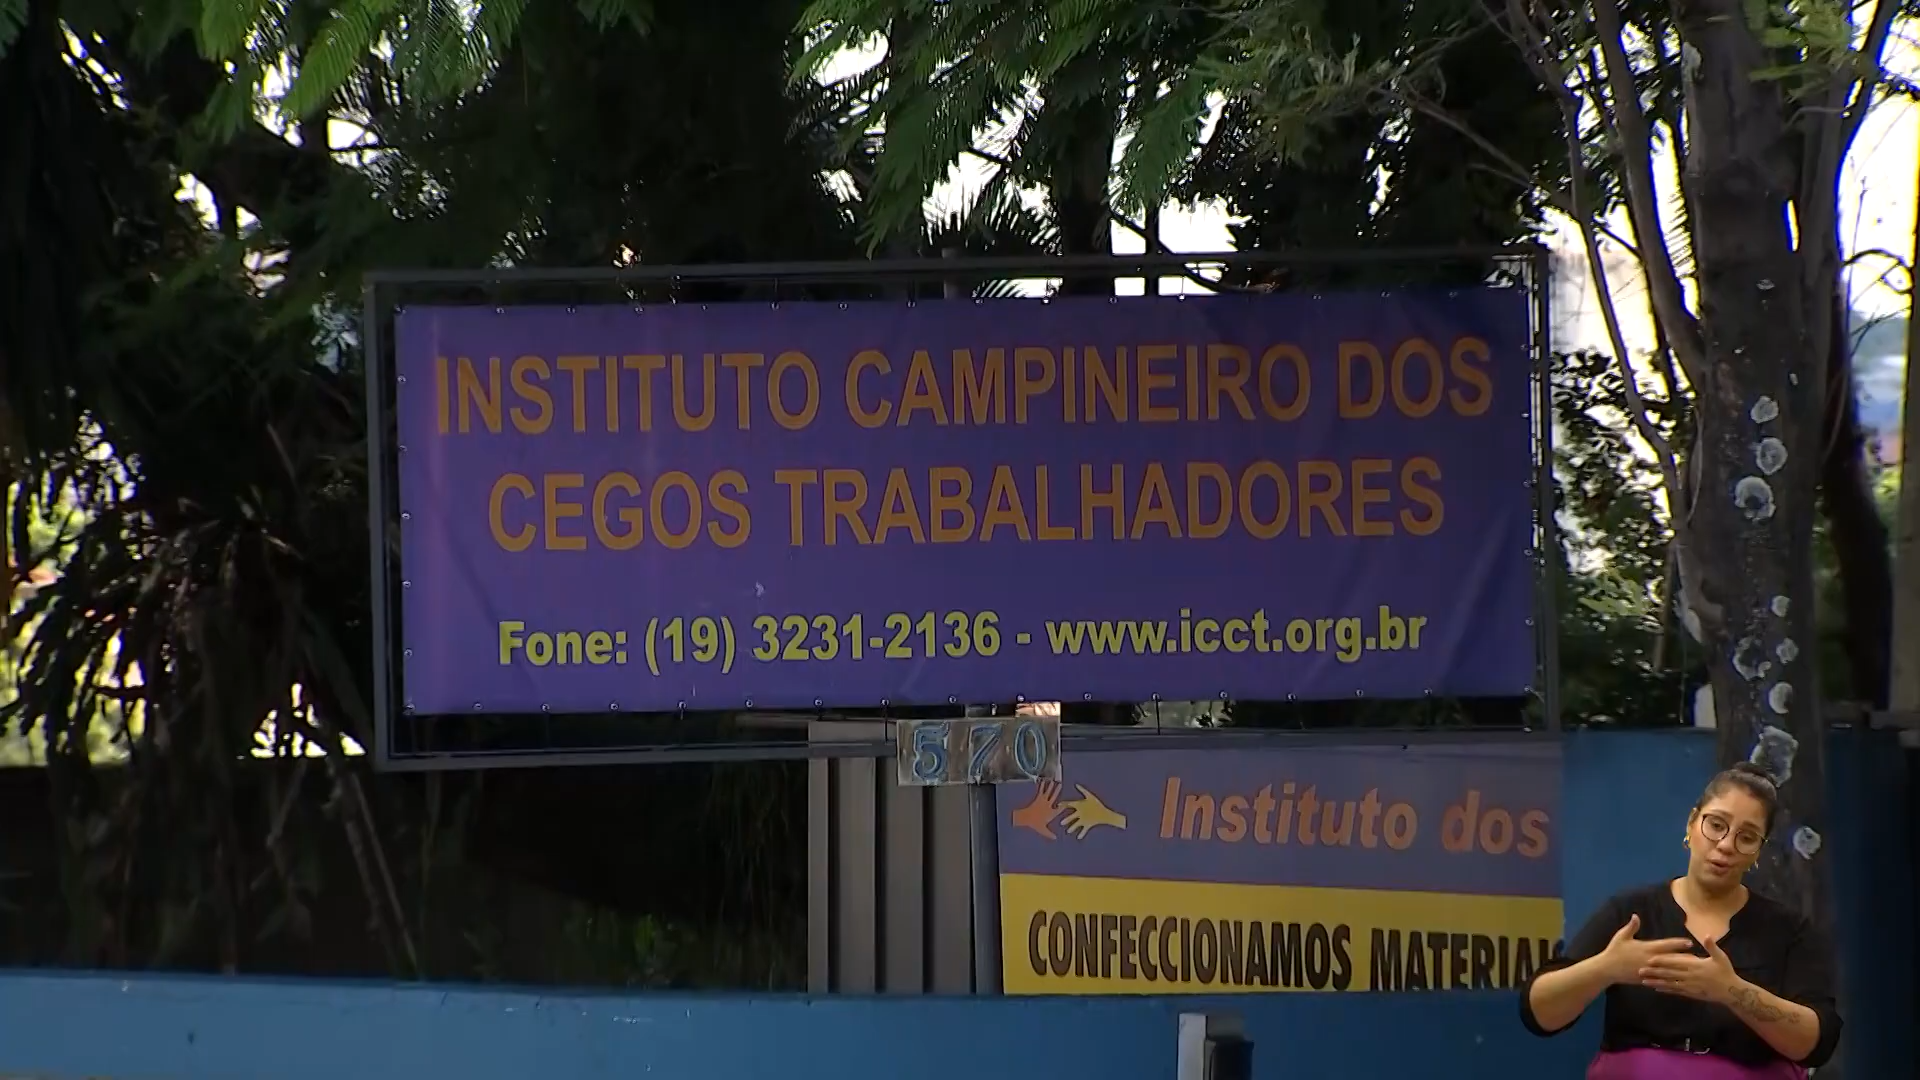 INSTITUTO CAMPINEIRO DOS
CEGOS TRABALHADORES
Fone: (19) 3231-2136 - www.icct.org.br
570
Instituto dos
CONFECCIONAMOS